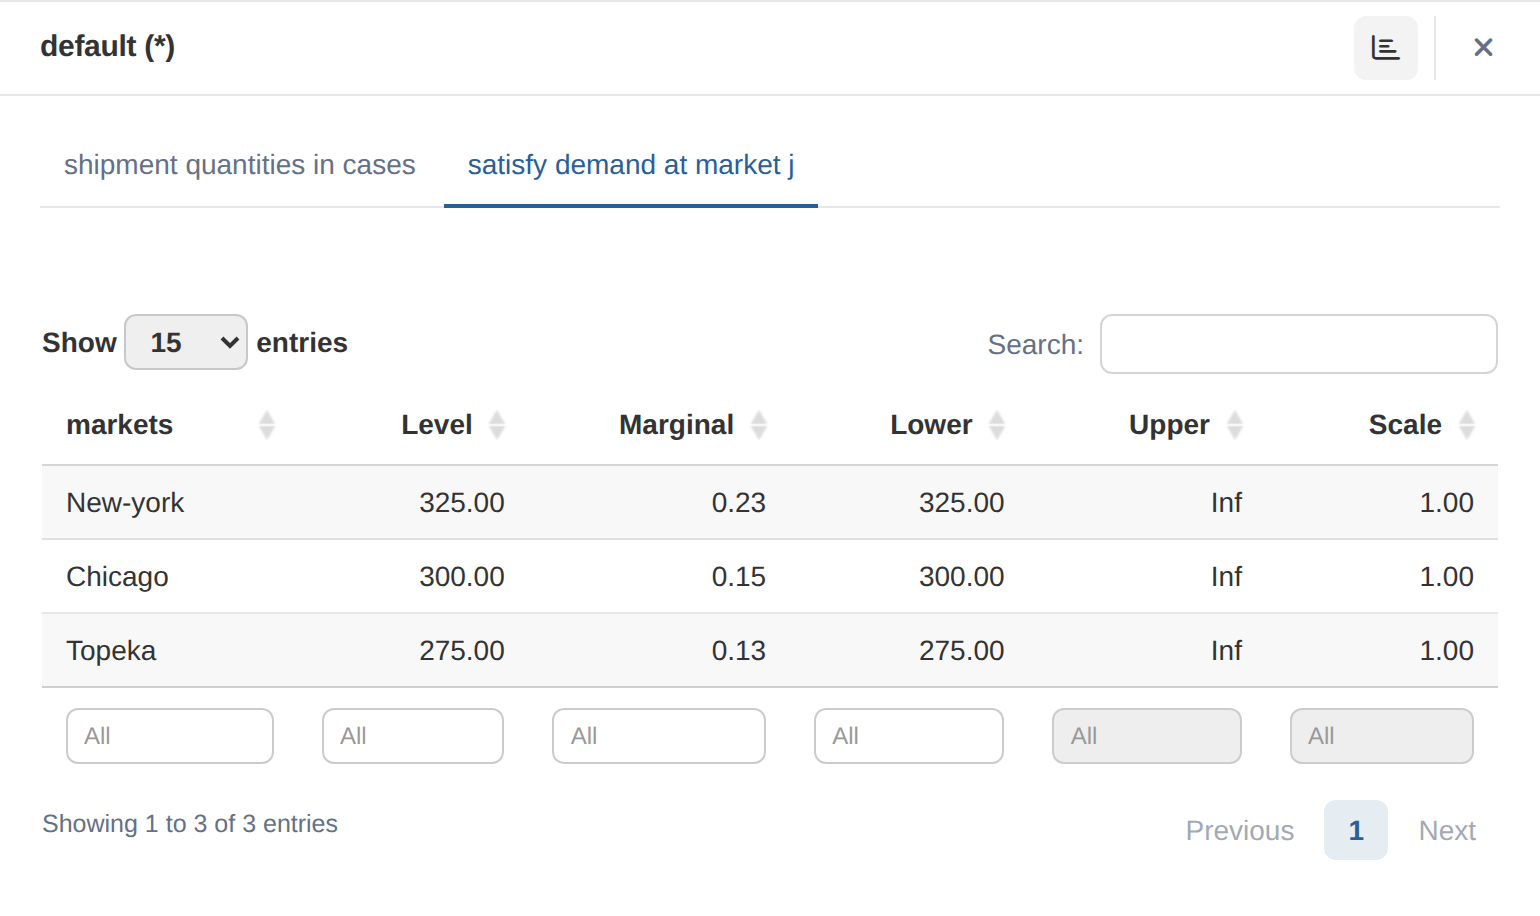 default (*)
shipment quantities in cases satisfy demand at market j
Show 15 entries Search:
markets Level Marginal Lower Upper Scale
New-york 325.00 0.23 325.00 Inf 1.00
Chicago 300.00 0.15 300.00 Inf 1.00
Topeka 275.00 0.13 275.00 Inf 1.00
All All All All All All
Showing 1 to 3 of 3 entries Previous 1 Next